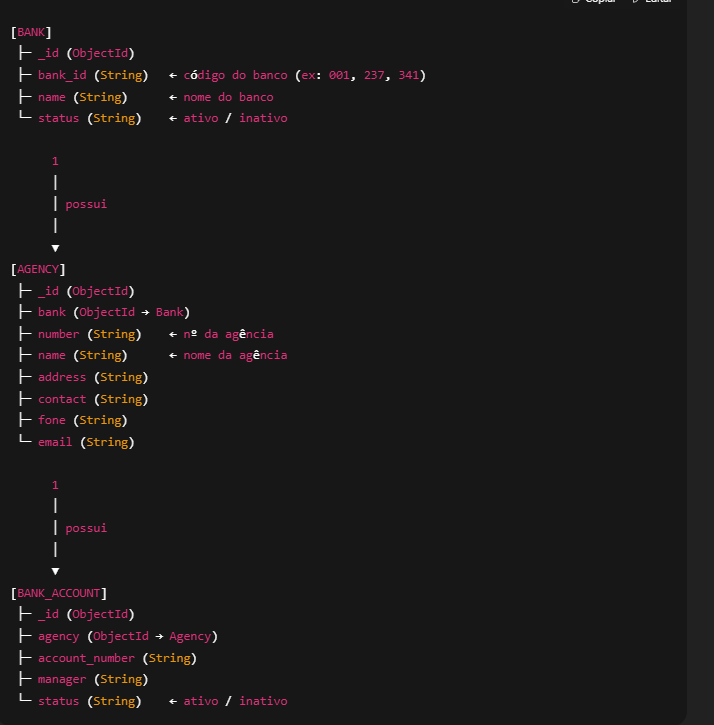 [BANK]
├─ _id (ObjectId)
├─ bank_id (String)   ← código do banco (ex: 001, 237, 341)
├─ name (String)      ← nome do banco
└─ status (String)    ← ativo / inativo
1
│
│ possui
│
▼
[AGENCY]
├─ _id (ObjectId)
├─ bank (ObjectId → Bank)
├─ number (String)    ← nº da agência
├─ name (String)      ← nome da agência
├─ address (String)
├─ contact (String)
├─ fone (String)
└─ email (String)
1
│
│ possui
│
▼
[BANK_ACCOUNT]
├─ _id (ObjectId)
├─ agency (ObjectId → Agency)
├─ account_number (String)
├─ manager (String)
└─ status (String)    ← ativo / inativo